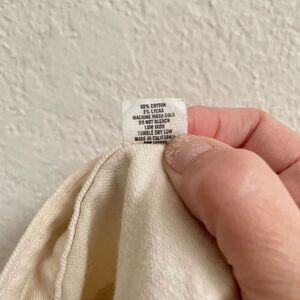 98% COTTON
2% LYCRA
MACHINE WASH COLD
DO NOT BLEACH
LOW IRON
TUMBLE DRY LOW
MADE IN CALIFORNIA